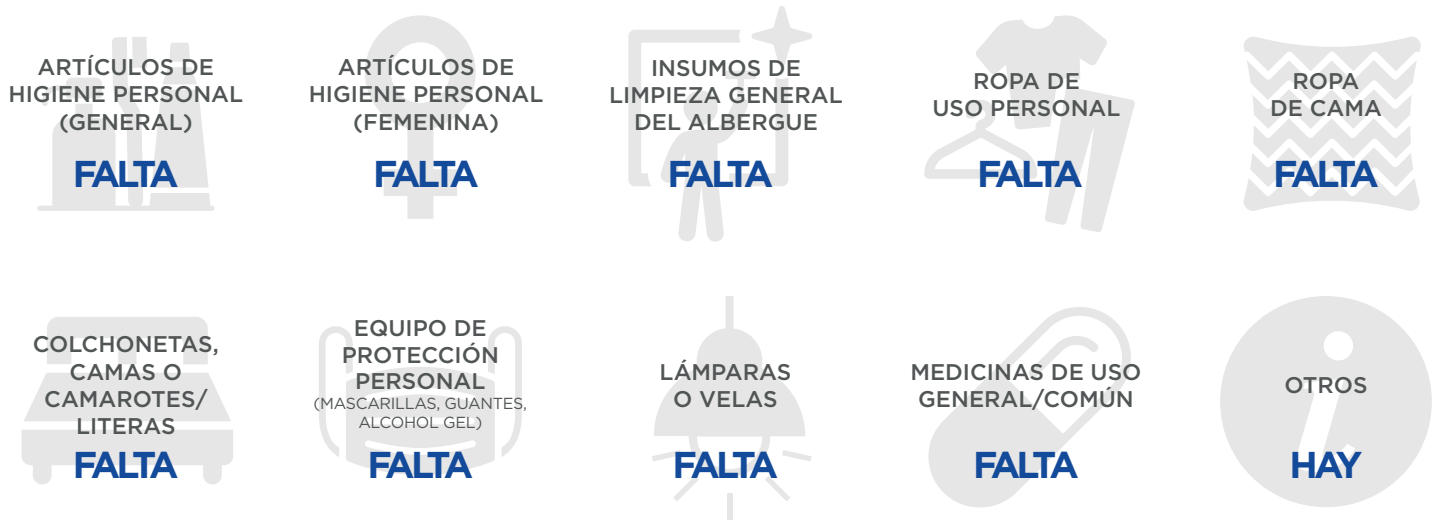 ARTÍCULOS DE
HIGIENE PERSONAL
(GENERAL)
FALTA
ARTÍCULOS DE
HIGIENE PERSONAL
(FEMENINA)
FALTA
INSUMOS DE
LIMPIEZA GENERAL
DEL ALBERGUE
FALTA
ROPA DE
USO PERSONAL
FALTA
ROPA
DE CAMA
FALTA
COLCHONETAS,
CAMAS O
CAMAROTES/
LITERAS
FALTA
EQUIPO DE
PROTECCIÓN
PERSONAL
(MASCARILLAS, GUANTES,
ALCOHOL GEL)
FALTA
LÁMPARAS
O VELAS
FALTA
MEDICINAS DE USO
GENERAL/COMÚN
FALTA
OTROS
HAY